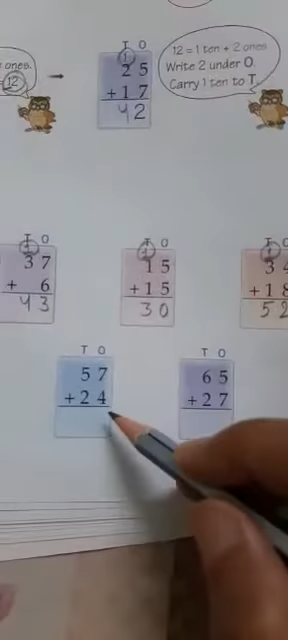 T O
ones.
12
1
2 5
+ 1 7
4 2
12 = 1 ten + 2 ones
Write 2 under O.
Carry 1 ten to T.
T O
1
3 7
+ 6
4 3
T O
1
1 5
+ 1 5
3 0
T O
1
3 4
+ 1 8
5 2
T O
5 7
+ 2 4
T O
6 5
+ 2 7